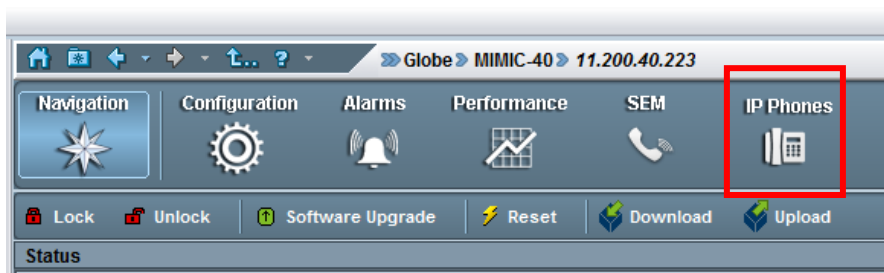 Globe MIMIC-40 11.200.40.223
Navigation Configuration Alarms Performance SEM IP Phones
Lock Unlock Software Upgrade Reset Download Upload
Status